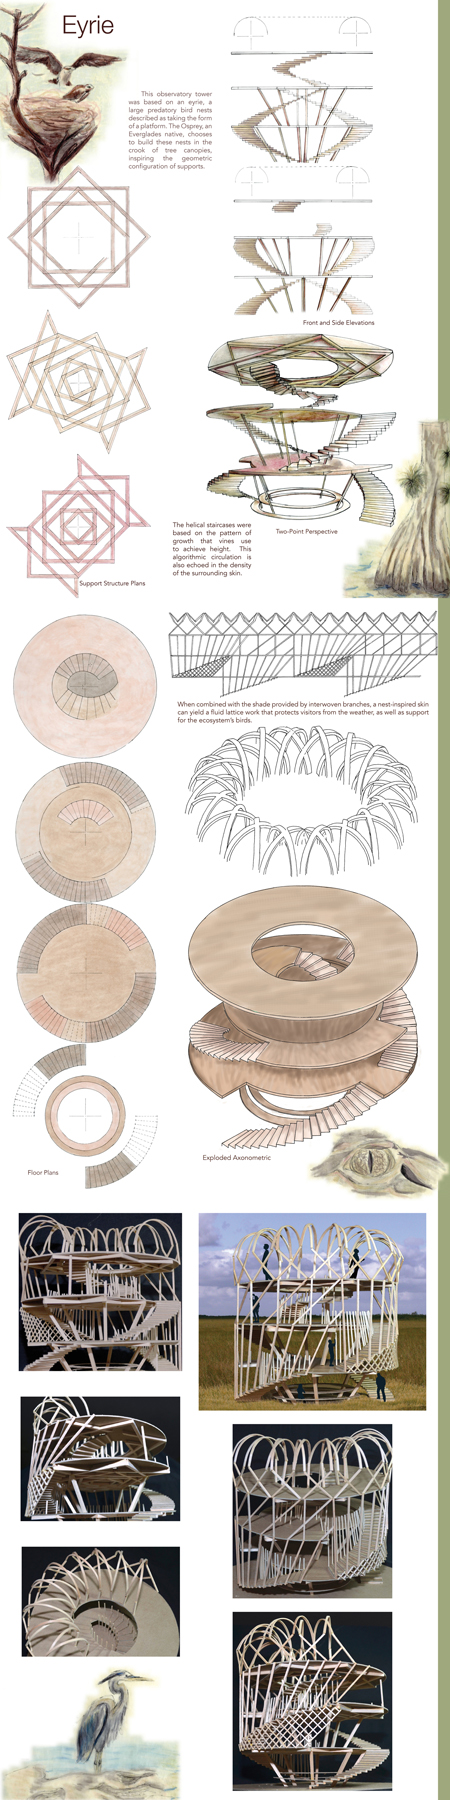 Eyrie
This observatory tower
was based on an eyrie, a
large predatory bird nests
described as taking the form
of a platform. The Osprey, an
Everglades native, chooses
to build these nests in the
crook of tree canopies,
inspiring the geometric
configuration of supports.
Front and Side Elevations
The helical staircases were
based on the pattern of
growth that vines use
to achieve height. This
algorithmic circulation is
also echoed in the density
of the surrounding skin.
Two-Point Perspective
Support Structure Plans
When combined with the shade provided by interwoven branches, a nest-inspired skin
can yield a fluid lattice work that protects visitors from the weather, as well as support
for the ecosystem's birds.
Exploded Axonometric
Floor Plans